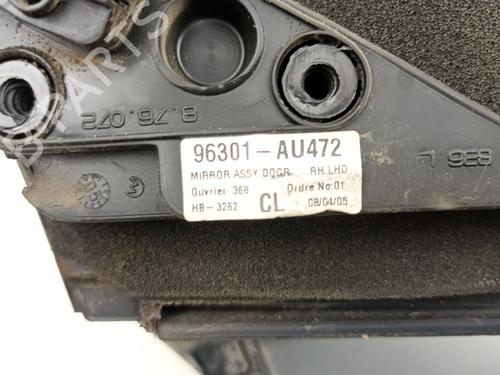 8.76.072
826 L
96301-AU472
MIRROR ASSY DOOR RH LHD
Ouvrier 368 Ordre No:01
HB-3262 CL 08/04/05
PARTS